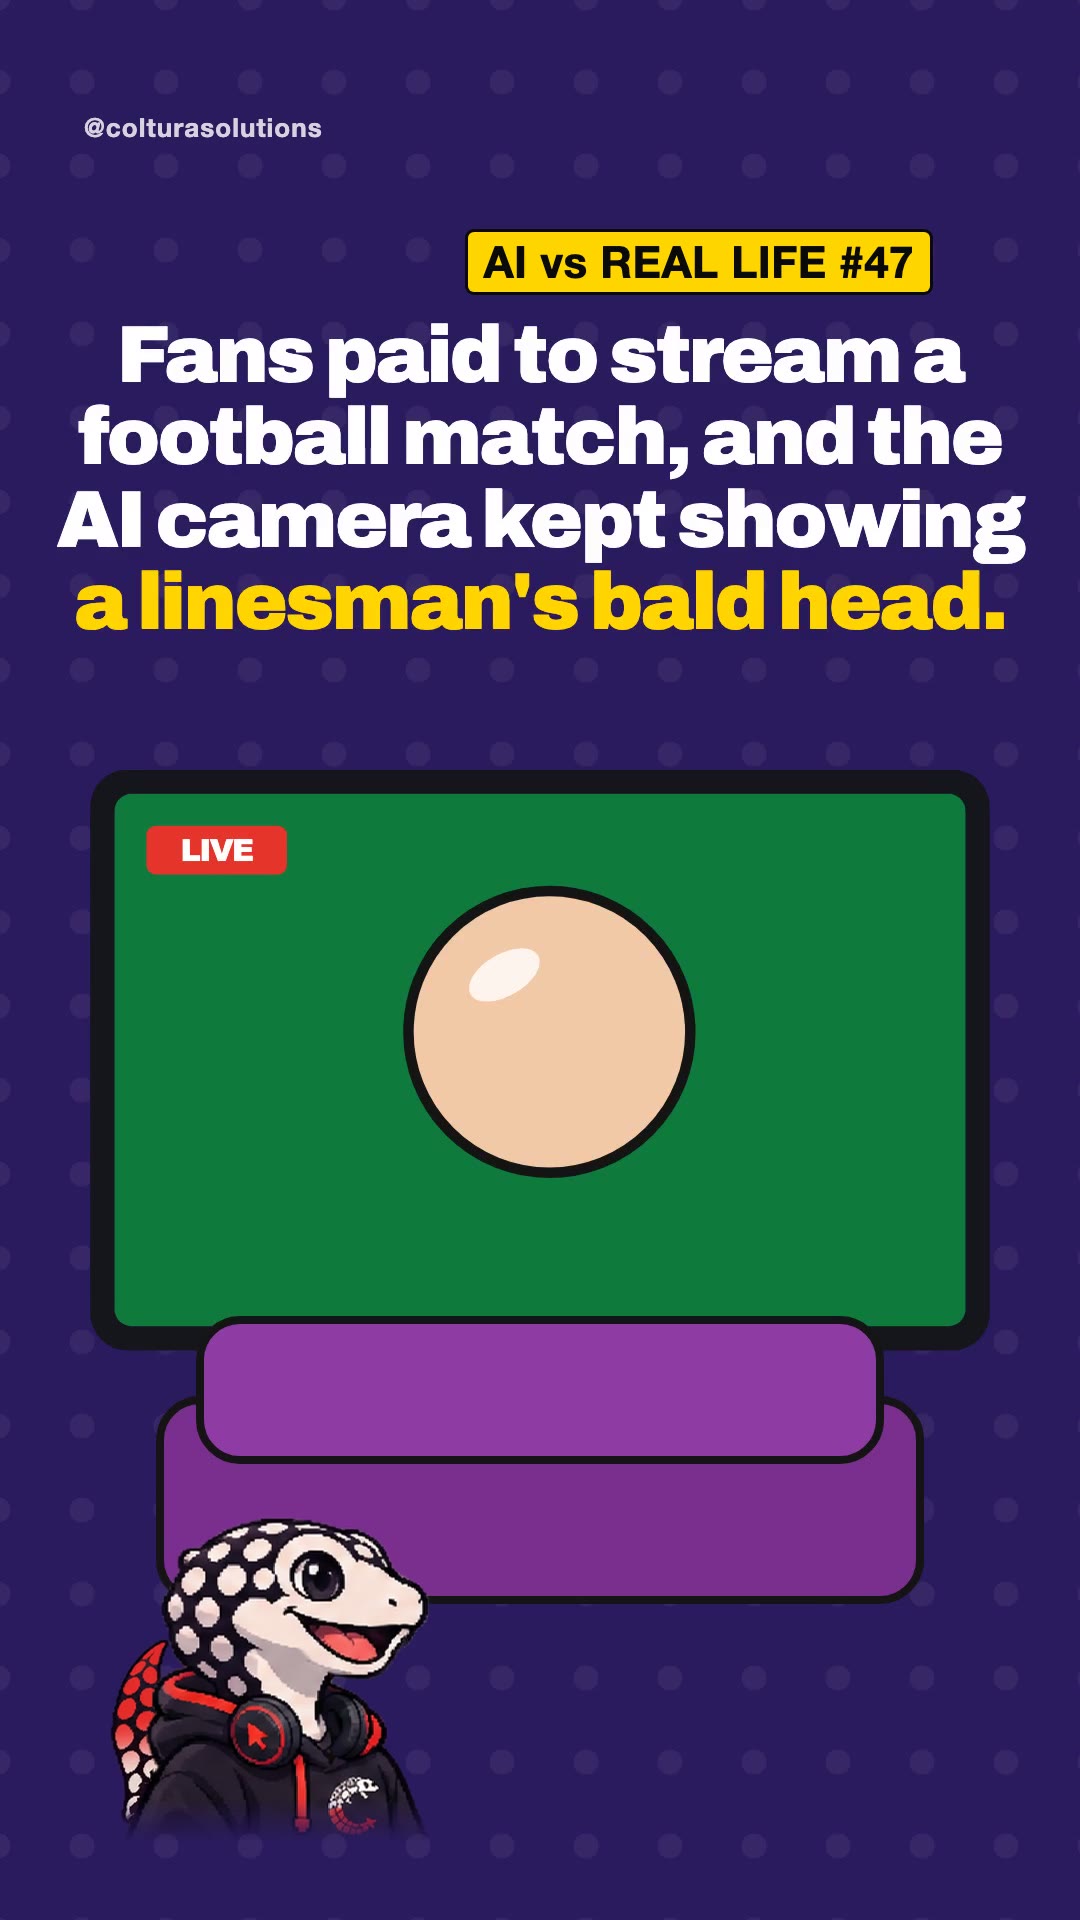 @colturasolutions
AI vs REAL LIFE #47
Fans paid to stream a
football match, and the
AI camera kept showing
a linesman's bald head.
LIVE